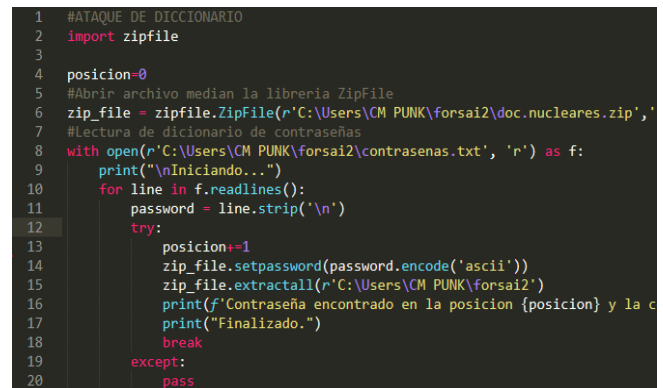 1 #ATAQUE DE DICCIONARIO
2 import zipfile
3
4 posicion=0
5 #Abrir archivo median la libreria ZipFile
6 zip_file = zipfile.ZipFile(r'C:\Users\CM PUNK\forsai2\doc.nucleares.zip','
7 #Lectura de dicionario de contraseñas
8 with open(r'C:\Users\CM PUNK\forsai2\contrasenas.txt', 'r') as f:
9     print("\nIniciando...")
10     for line in f.readlines():
11         password = line.strip('\n')
12         try:
13             posicion+=1
14             zip_file.setpassword(password.encode('ascii'))
15             zip_file.extractall(r'C:\Users\CM PUNK\forsai2')
16             print(f'Contraseña encontrado en la posicion {posicion} y la c
17             print("Finalizado.")
18             break
19         except:
20             pass